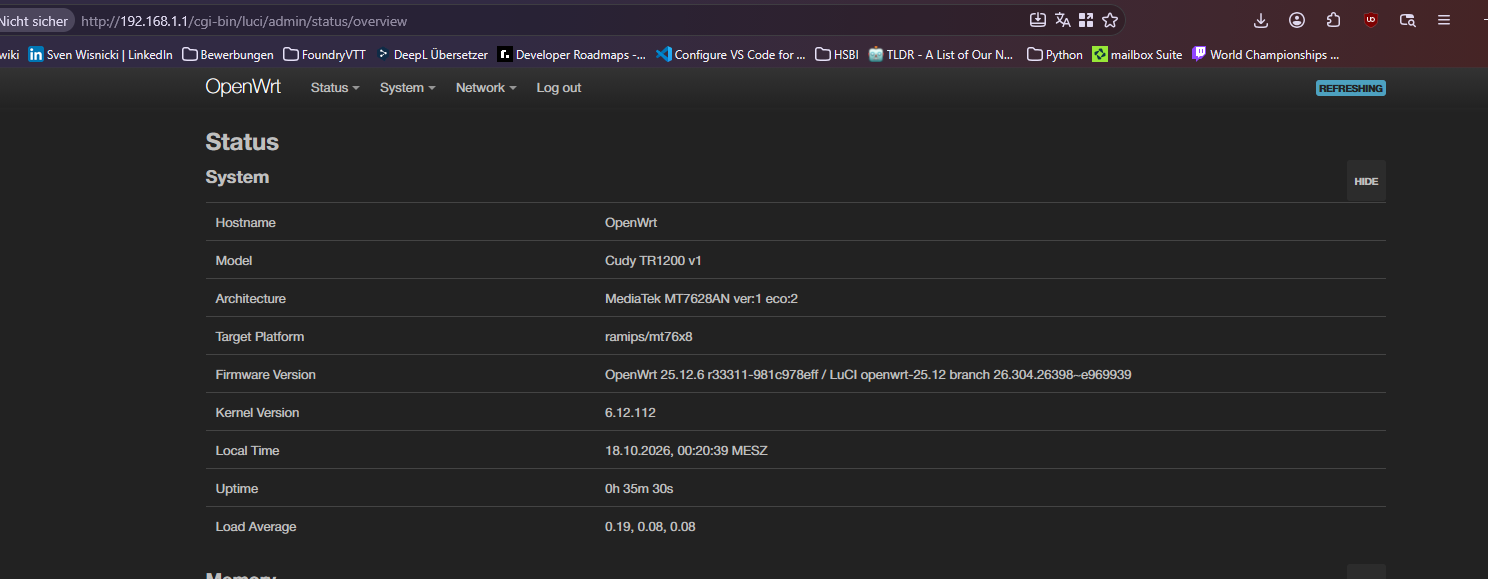 Nicht sicher http://192.168.1.1/cgi-bin/luci/admin/status/overview
wiki Sven Wisnicki | LinkedIn Bewerbungen FoundryVTT DeepL Übersetzer Developer Roadmaps -... Configure VS Code for ... HSBI TLDR - A List of Our N... Python mailbox Suite World Championships ...
OpenWrt Status System Network Log out REFRESHING
Status
System
HIDE
Hostname OpenWrt
Model Cudy TR1200 v1
Architecture MediaTek MT7628AN ver:1 eco:2
Target Platform ramips/mt76x8
Firmware Version OpenWrt 25.12.6 r33311-981c978eff / LuCI openwrt-25.12 branch 26.304.26398~e969939
Kernel Version 6.12.112
Local Time 18.10.2026, 00:20:39 MESZ
Uptime 0h 35m 30s
Load Average 0.19, 0.08, 0.08
Memory